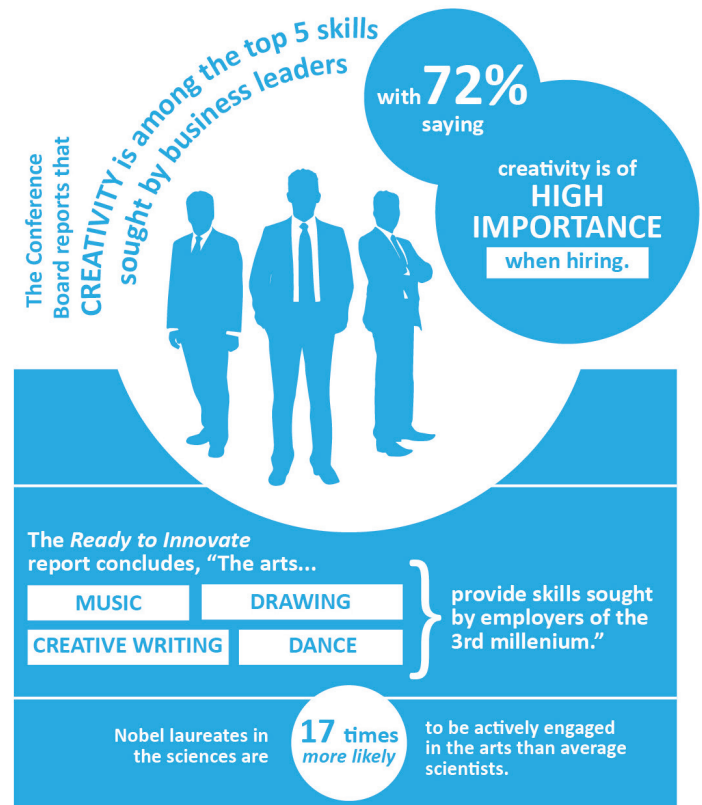 The Conference
Board reports that
CREATIVITY is among the top 5 skills
sought by business leaders
with 72%
saying
creativity is of
HIGH
IMPORTANCE
when hiring.
The Ready to Innovate
report concludes, “The arts...
MUSIC
DRAWING
CREATIVE WRITING
DANCE
provide skills sought
by employers of the
3rd millenium.”
Nobel laureates in
the sciences are
17 times
more likely
to be actively engaged
in the arts than average
scientists.